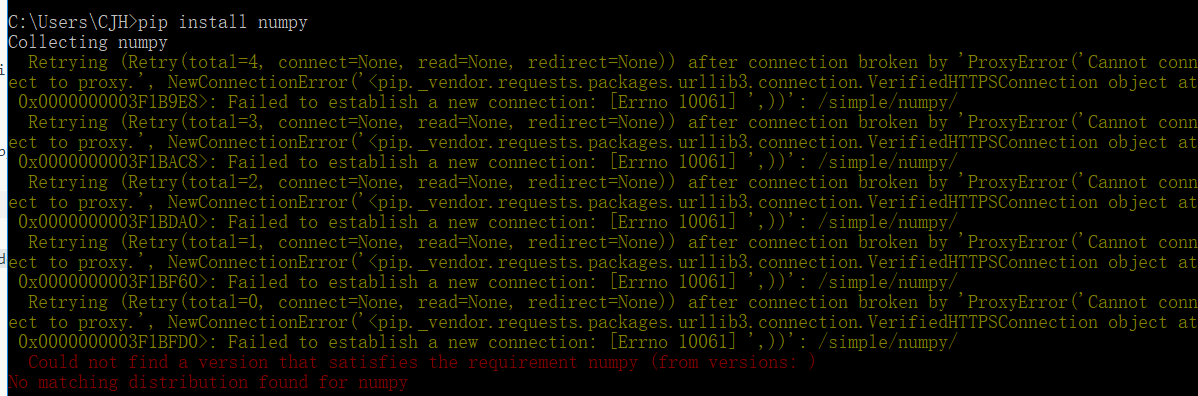 C:\Users\CJH>pip install numpy
Collecting numpy
  Retrying (Retry(total=4, connect=None, read=None, redirect=None)) after connection broken by 'ProxyError('Cannot conn
ect to proxy.', NewConnectionError('<pip._vendor.requests.packages.urllib3.connection.VerifiedHTTPSConnection object at
 0x0000000003F1B9E8>: Failed to establish a new connection: [Errno 10061] ',))': /simple/numpy/
  Retrying (Retry(total=3, connect=None, read=None, redirect=None)) after connection broken by 'ProxyError('Cannot conn
ect to proxy.', NewConnectionError('<pip._vendor.requests.packages.urllib3.connection.VerifiedHTTPSConnection object at
 0x0000000003F1BAC8>: Failed to establish a new connection: [Errno 10061] ',))': /simple/numpy/
  Retrying (Retry(total=2, connect=None, read=None, redirect=None)) after connection broken by 'ProxyError('Cannot conn
ect to proxy.', NewConnectionError('<pip._vendor.requests.packages.urllib3.connection.VerifiedHTTPSConnection object at
 0x0000000003F1BDA0>: Failed to establish a new connection: [Errno 10061] ',))': /simple/numpy/
  Retrying (Retry(total=1, connect=None, read=None, redirect=None)) after connection broken by 'ProxyError('Cannot conn
ect to proxy.', NewConnectionError('<pip._vendor.requests.packages.urllib3.connection.VerifiedHTTPSConnection object at
 0x0000000003F1BF60>: Failed to establish a new connection: [Errno 10061] ',))': /simple/numpy/
  Retrying (Retry(total=0, connect=None, read=None, redirect=None)) after connection broken by 'ProxyError('Cannot conn
ect to proxy.', NewConnectionError('<pip._vendor.requests.packages.urllib3.connection.VerifiedHTTPSConnection object at
 0x0000000003F1BFD0>: Failed to establish a new connection: [Errno 10061] ',))': /simple/numpy/
  Could not find a version that satisfies the requirement numpy (from versions: )
No matching distribution found for numpy